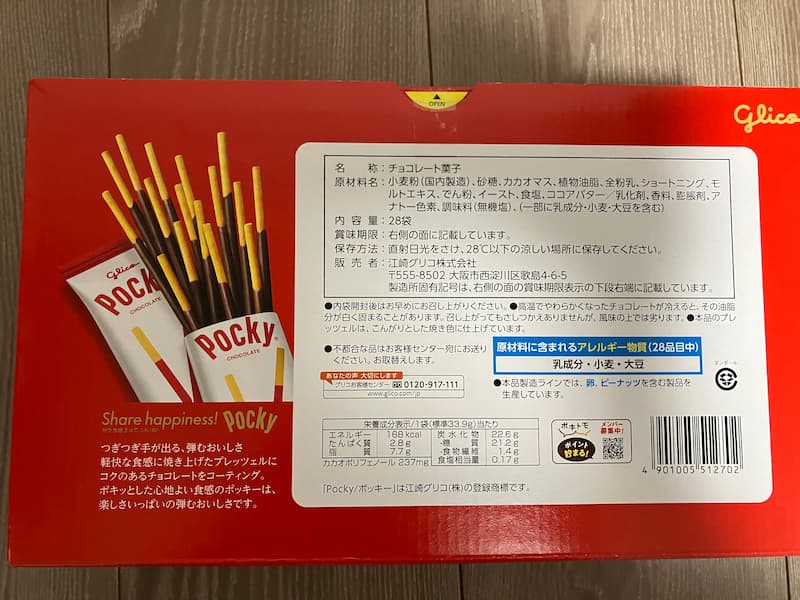 OPEN
Glico
名 称：チョコレート菓子
原材料名：小麦粉（国内製造）、砂糖、カカオマス、植物油脂、全粉乳、ショートニング、モ
ルトエキス、でん粉、イースト、食塩、ココアバター／乳化剤、香料、膨脹剤、ア
ナトー色素、調味料（無機塩）、（一部に乳成分・小麦・大豆を含む）
内 容 量：28袋
賞味期限：右側の面に記載しています。
保存方法：直射日光をさけ、28℃以下の涼しい場所に保存してください。
販 売 者：江崎グリコ株式会社
〒555-8502 大阪市西淀川区歌島4-6-5
製造所固有記号は、右側の面の賞味期限表示の下段右端に記載しています。
●内袋開封後はお早めにお召し上がりください。●高温でやわらかくなったチョコレートが冷えると、その油脂
分が白く固まることがあります。召し上がってもさしつかえありませんが、風味の上では劣ります。●本品のプレ
ッツェルは、こんがりとした焼き色に仕上げています。
●不都合な品はお客様センター宛にお送り
ください。お取替えします。
あなたの声 大切にします
グリコお客様センター 0120-917-111
www.glico.com/jp
原材料に含まれるアレルギー物質（28品目中）
乳成分・小麦・大豆
●本品製造ラインでは、卵、ピーナッツを含む製品を
生産しています。
ダンボール
栄養成分表示／1袋（標準33.9g）当たり
エネルギー 168kcal 炭水化物 22.6g
たんぱく質 2.8g -糖質 21.2g
脂質 7.7g -食物繊維 1.4g
カカオポリフェノール 237mg 食塩相当量 0.17g
ポキトモ
メンバー
募集中！
ポイント
貯まる！
4901005512702
「Pocky／ポッキー」は江崎グリコ（株）の登録商標です。
Glico
Pocky
CHOCOLATE
Pocky
CHOCOLATE
Share happiness! Pocky
つぎつぎ手が出る、弾むおいしさ
軽快な食感に焼き上げたプレッツェルに
コクのあるチョコレートをコーティング。
ポキッとした心地よい食感のポッキーは、
楽しさいっぱいの弾むおいしさです。